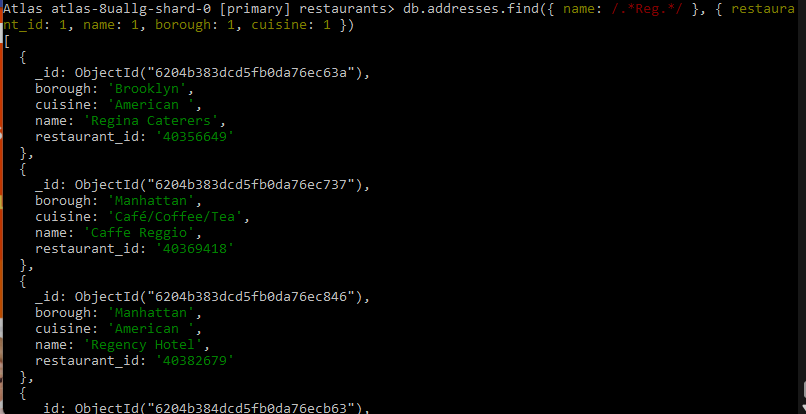 Atlas atlas-8uallg-shard-0 [primary] restaurants> db.addresses.find({ name: /.*Reg.*/ }, { restaura
nt_id: 1, name: 1, borough: 1, cuisine: 1 })
[
  {
    _id: ObjectId("6204b383dcd5fb0da76ec63a"),
    borough: 'Brooklyn',
    cuisine: 'American ',
    name: 'Regina Caterers',
    restaurant_id: '40356649'
  },
  {
    _id: ObjectId("6204b383dcd5fb0da76ec737"),
    borough: 'Manhattan',
    cuisine: 'Café/Coffee/Tea',
    name: 'Caffe Reggio',
    restaurant_id: '40369418'
  },
  {
    _id: ObjectId("6204b383dcd5fb0da76ec846"),
    borough: 'Manhattan',
    cuisine: 'American ',
    name: 'Regency Hotel',
    restaurant_id: '40382679'
  },
  {
    _id: ObjectId("6204b384dcd5fb0da76ecb63"),